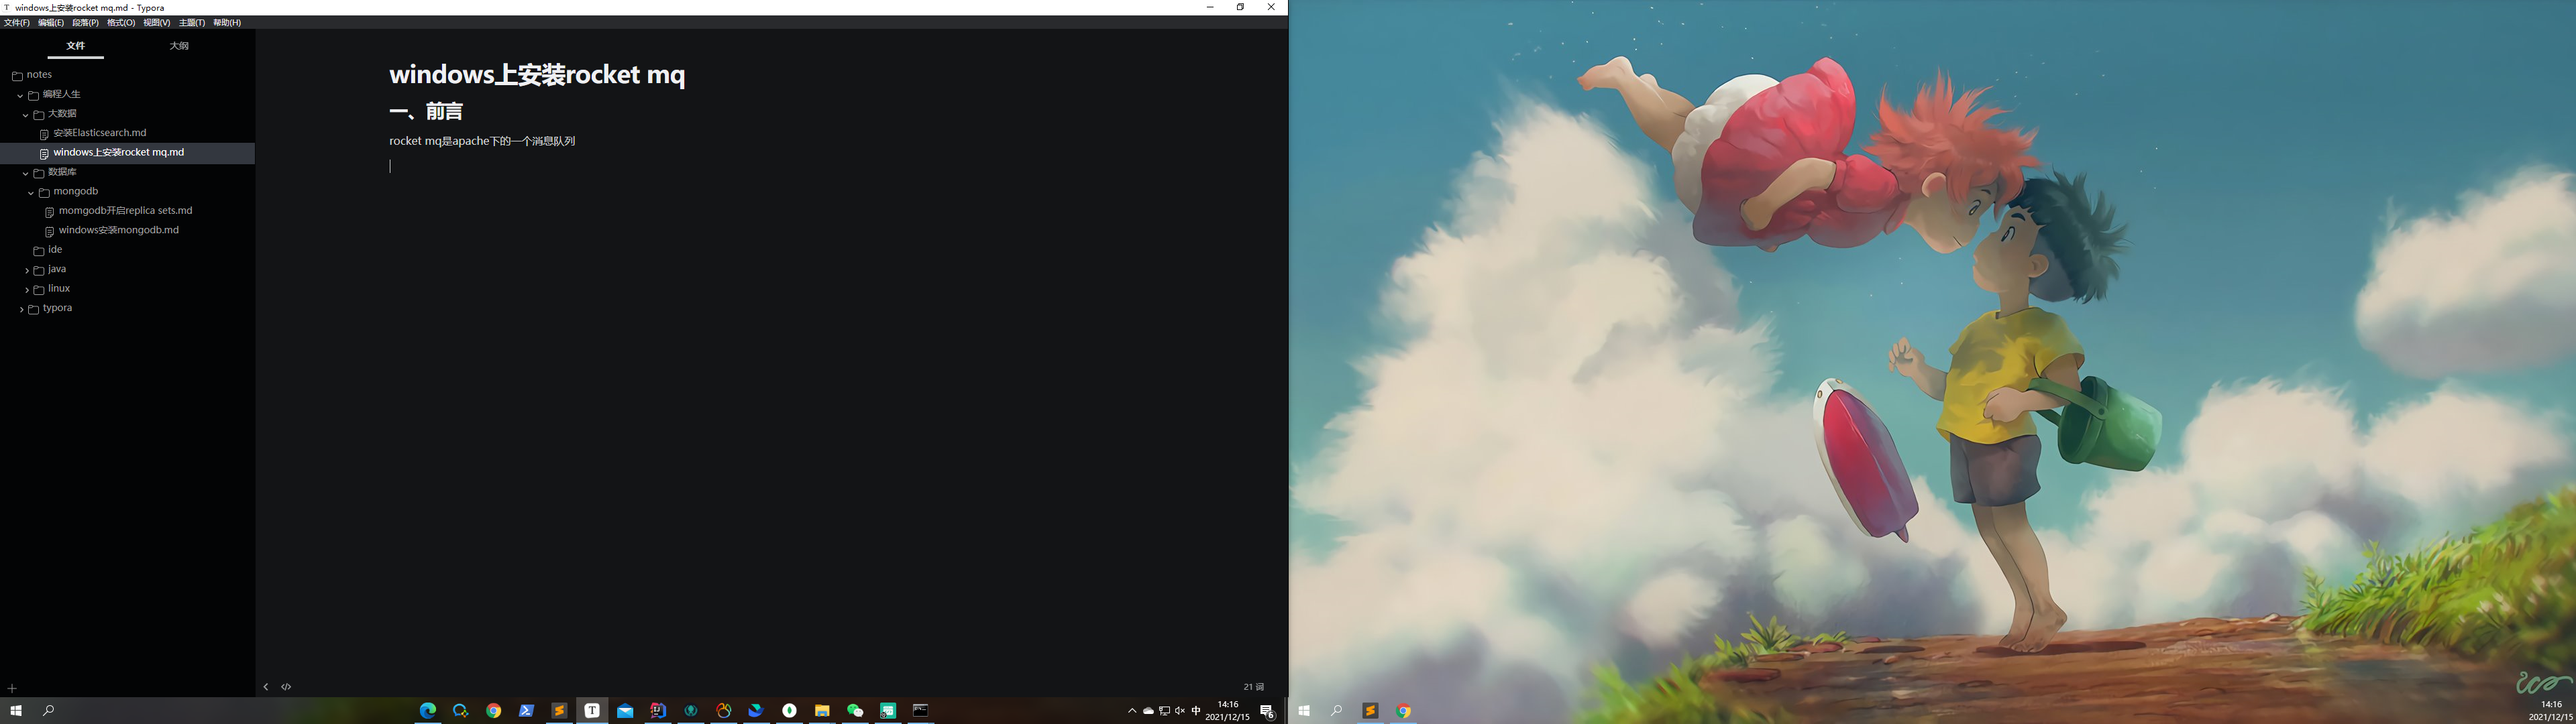 windows上安装rocket mq.md - Typora
文件(F) 编辑(E) 段落(P) 格式(O) 视图(V) 主题(T) 帮助(H)
文件 大纲
notes
编程人生
大数据
安装Elasticsearch.md
windows上安装rocket mq.md
数据库
mongodb
momgodb开启replica sets.md
windows安装mongodb.md
ide
java
linux
typora
windows上安装rocket mq
一、前言
rocket mq是apache下的一个消息队列
21 词
中
14:16
2021/12/15
6
14:16
2021/12/15